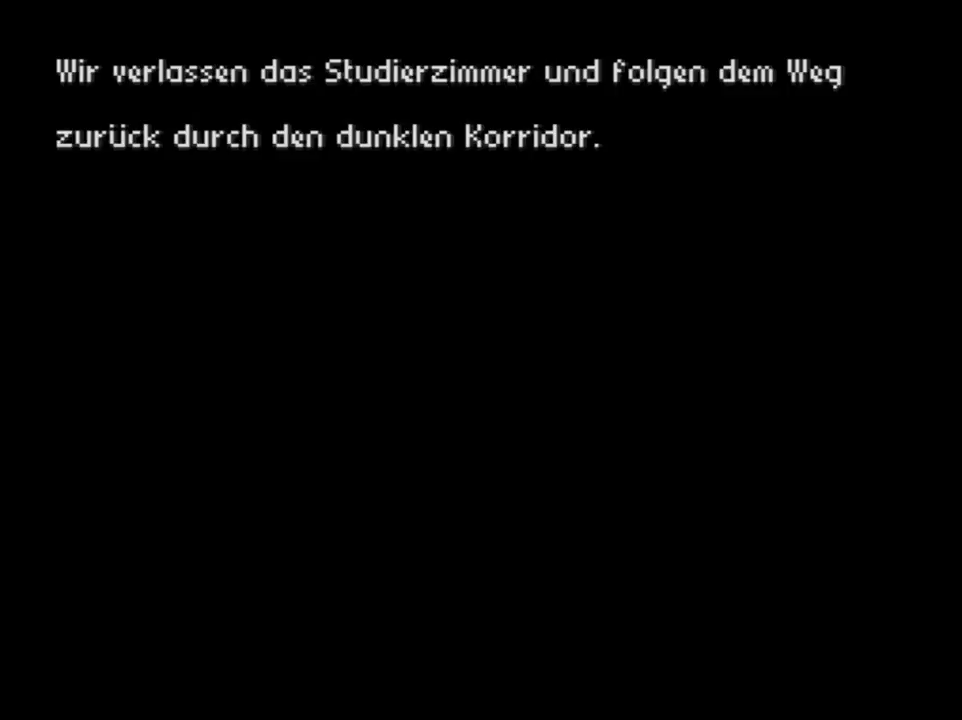 Wir verlassen das Studierzimmer und folgen dem Weg
zurück durch den dunklen Korridor.